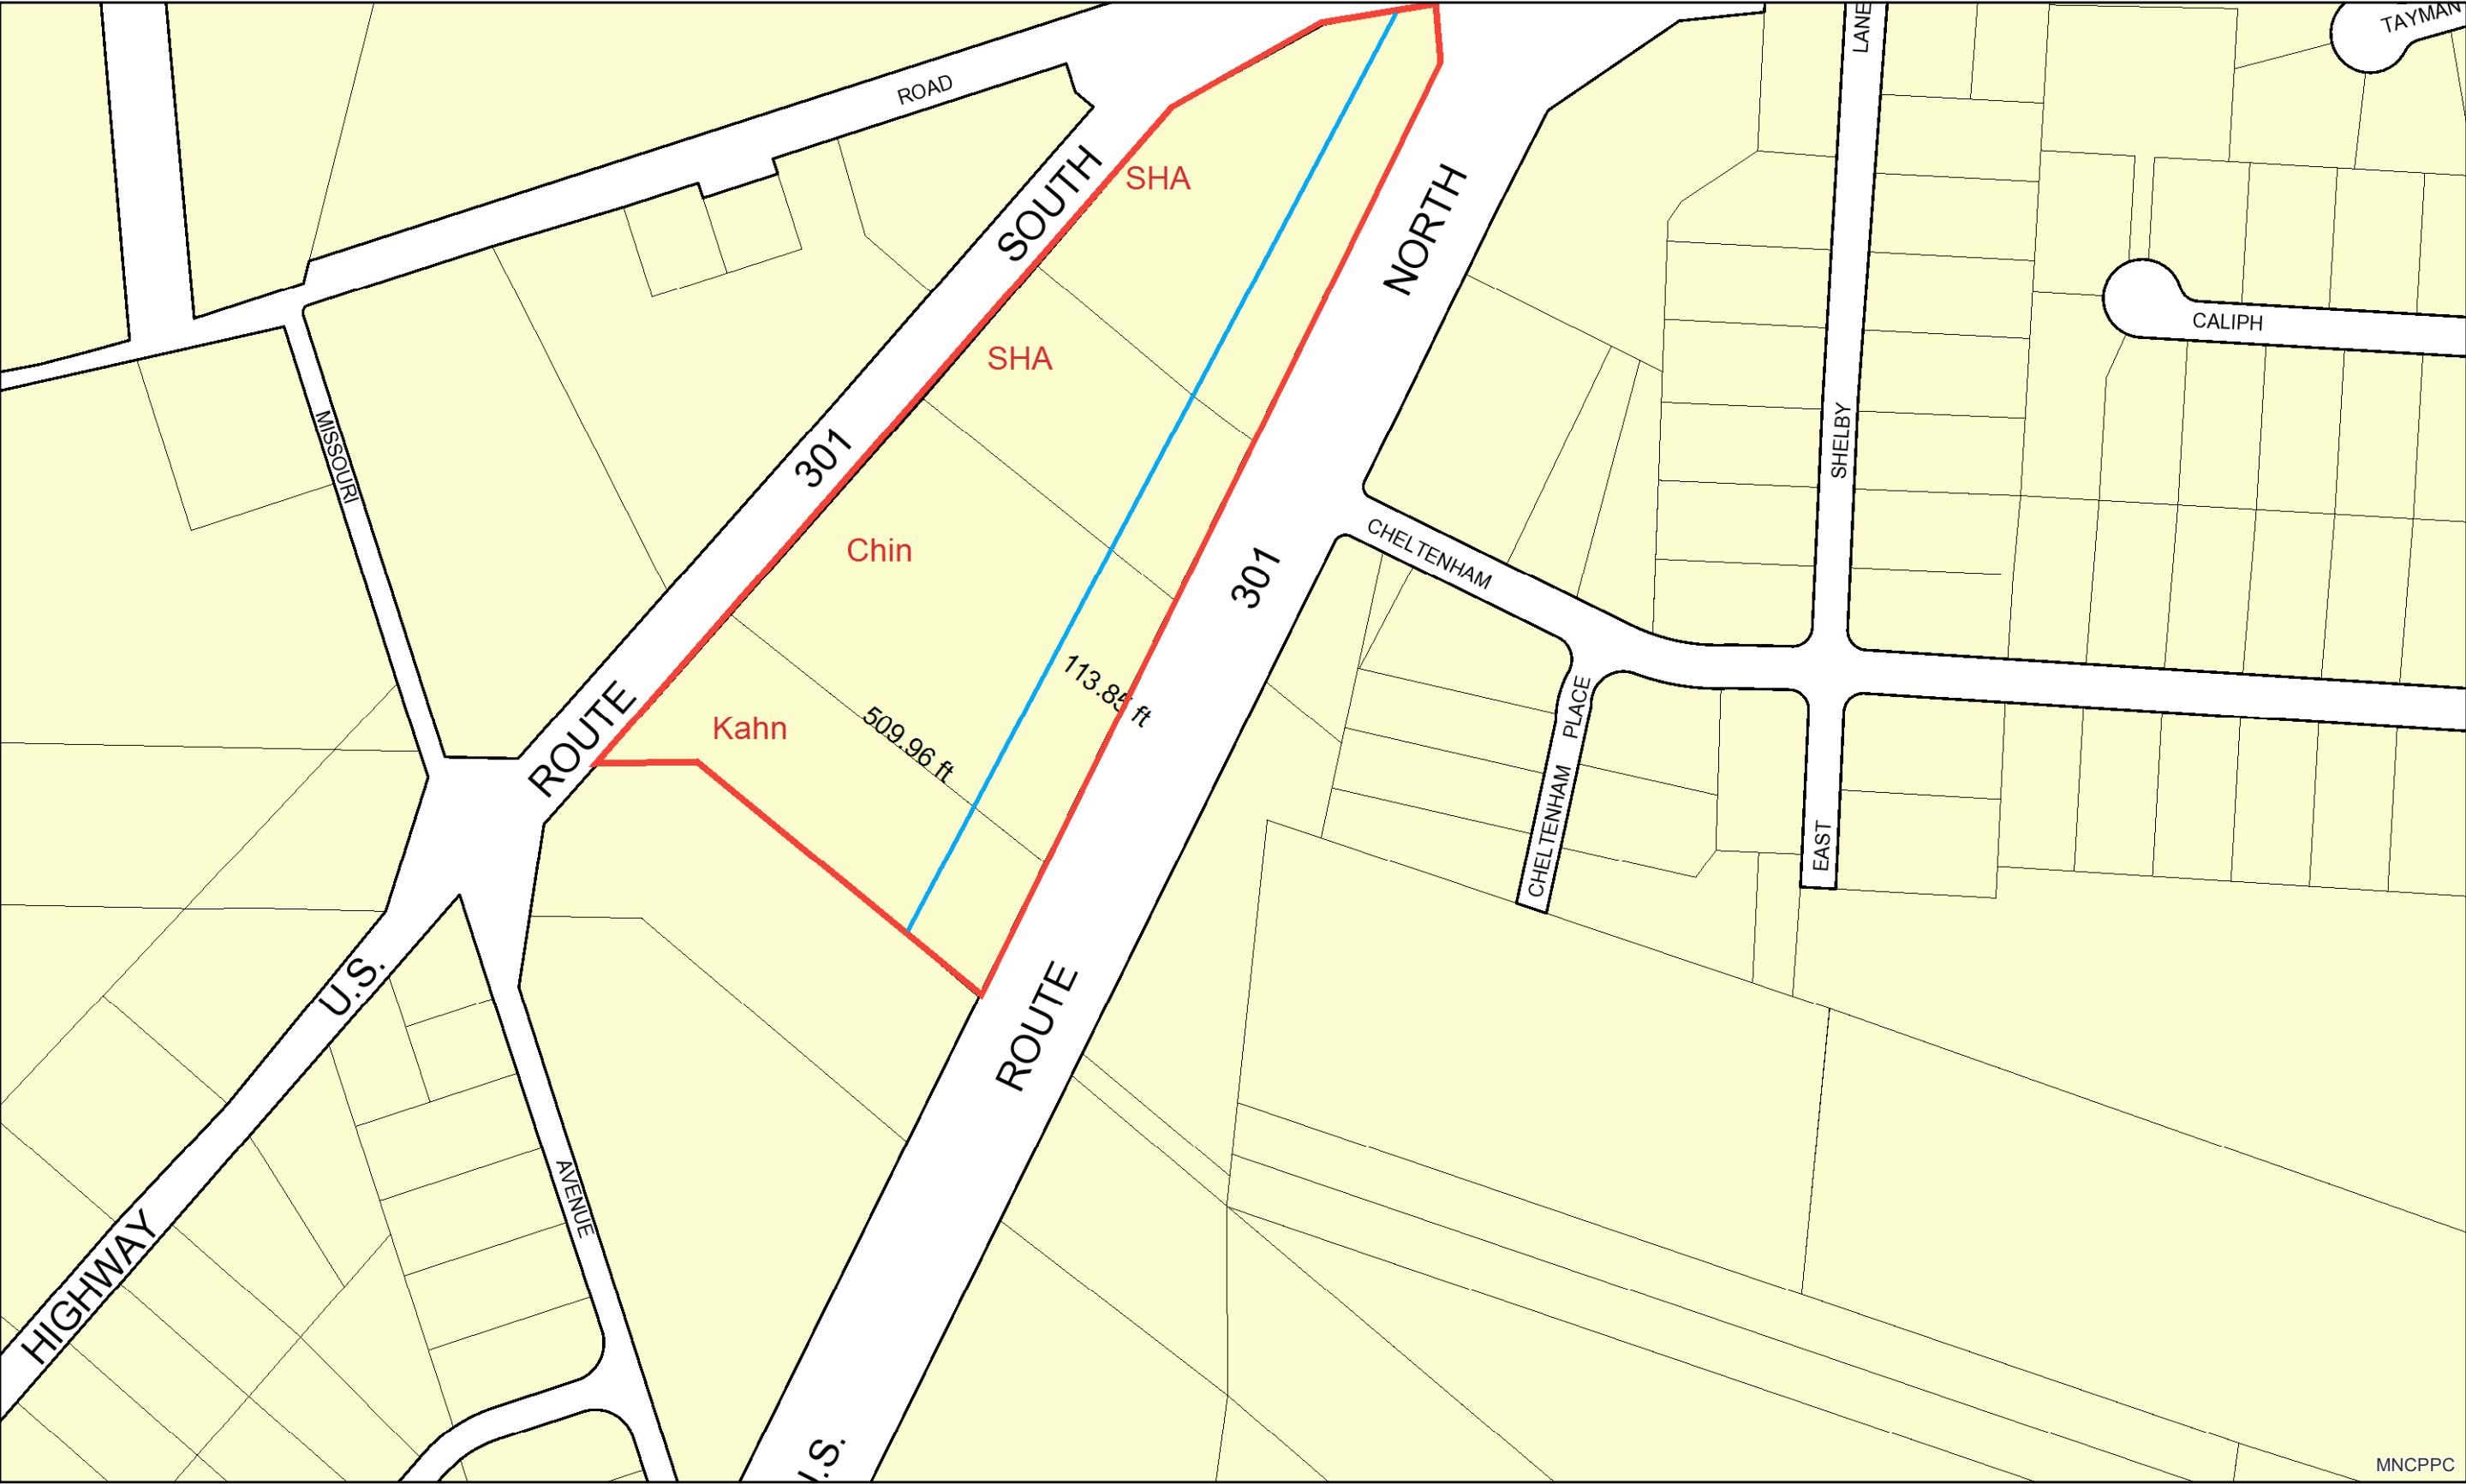 LANE
TAYMAN
ROAD
SHA
SOUTH
NORTH
CALIPH
SHA
MISSOURI
301
SHELBY
CHELTENHAM
Chin
301
113.85 ft
PLACE
ROUTE
Kahn
509.96 ft
CHELTENHAM
EAST
U.S.
ROUTE
AVENUE
HIGHWAY
U.S.
MNCPPC